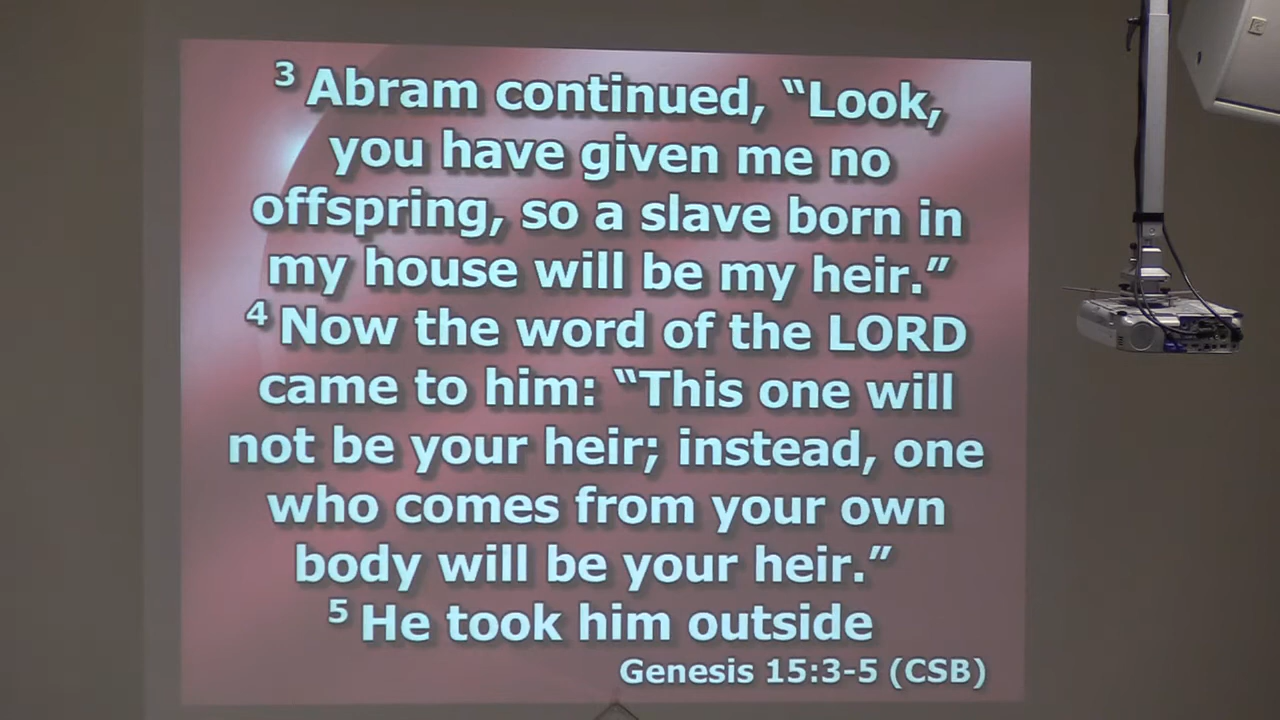 3 Abram continued, “Look,
you have given me no
offspring, so a slave born in
my house will be my heir.”
4 Now the word of the LORD
came to him: “This one will
not be your heir; instead, one
who comes from your own
body will be your heir.”
5 He took him outside
Genesis 15:3-5 (CSB)